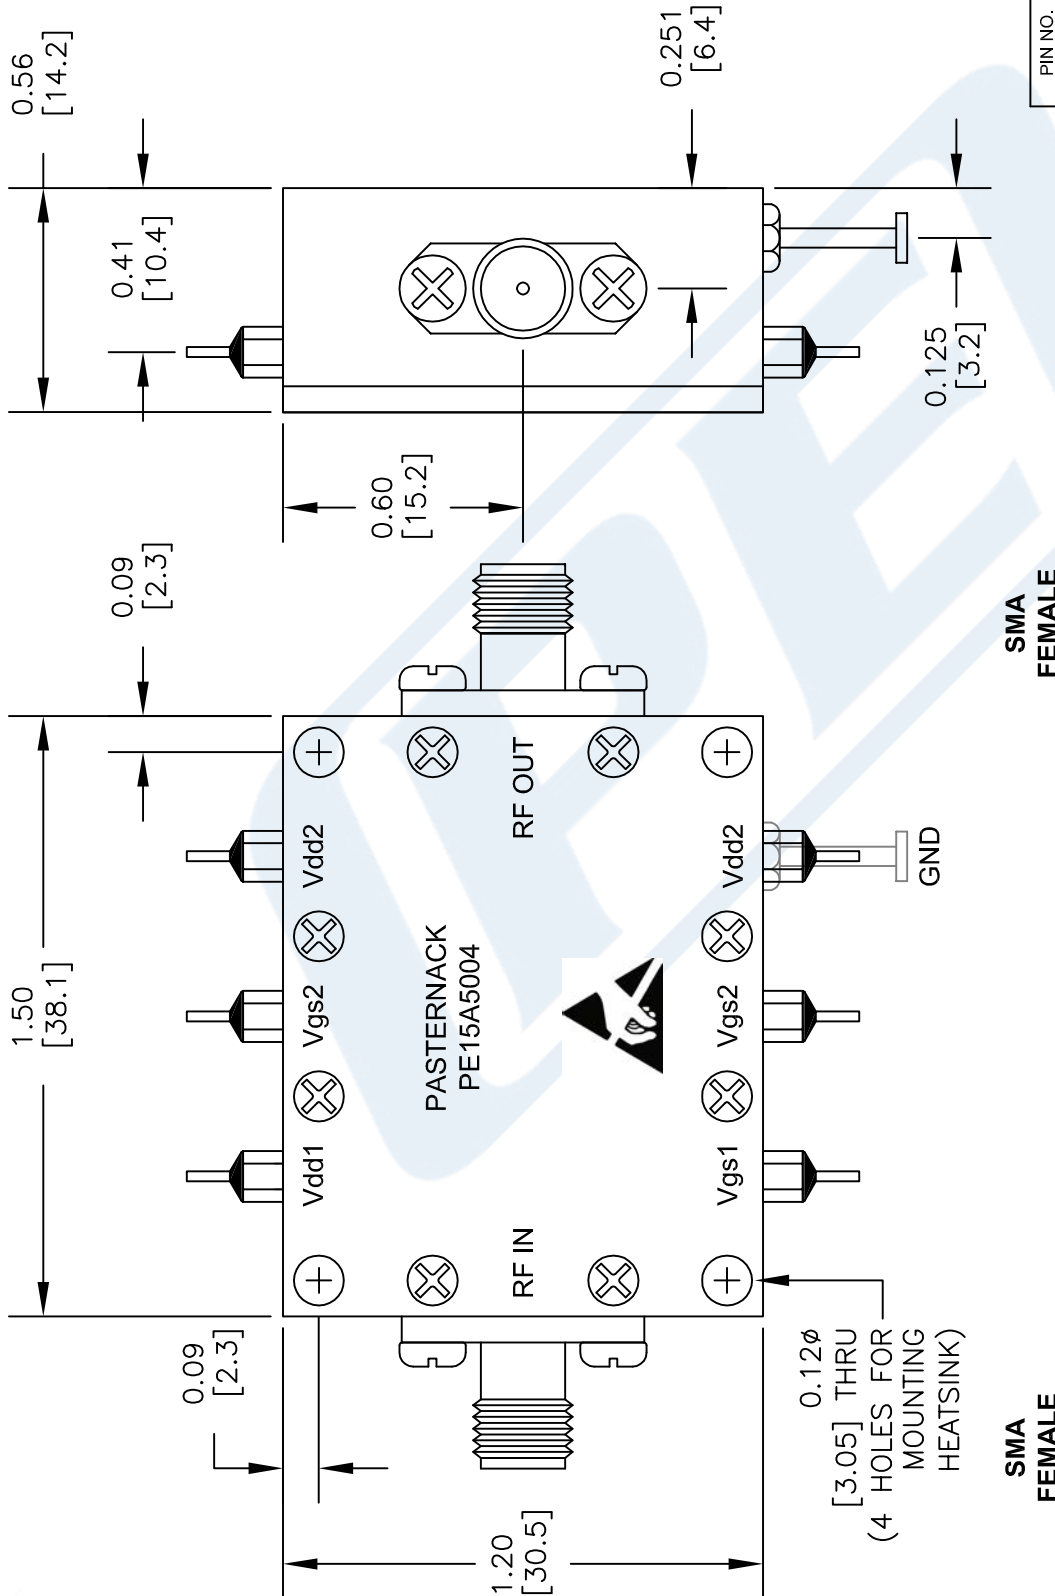 0.56
[14.2]
0.41
[10.4]
0.251
[6.4]
0.125
[3.2]
0.60
[15.2]
PIN NO.
1.50
[38.1]
0.09
[2.3]
0.09
[2.3]
1.20
[30.5]
Vdd1
Vgs2
Vdd2
RF IN
PASTERNACK
PE15A5004
RF OUT
Vgs1
Vgs2
Vdd2
GND
0.12ø
[3.05] THRU
(4 HOLES FOR
MOUNTING
HEATSINK)
SMA
FEMALE
SMA
FEMALE
PE